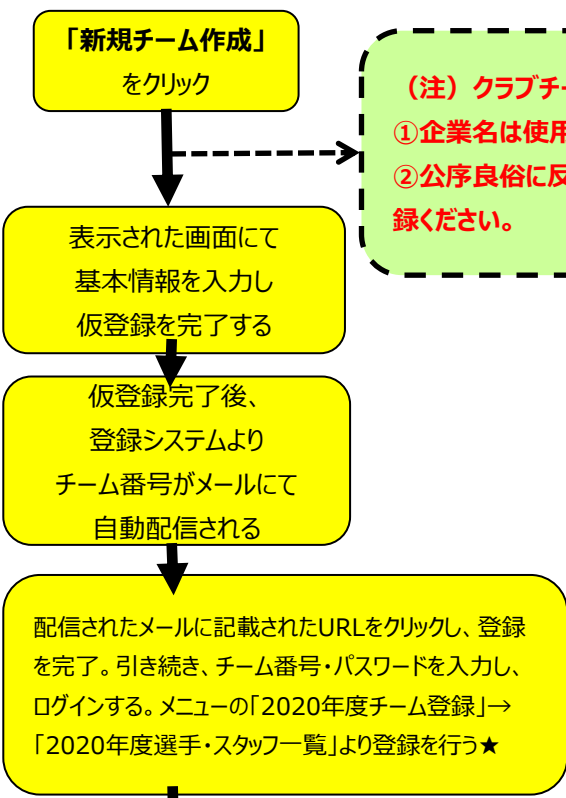 「新規チーム作成」
をクリック
（注）クラブチー
①企業名は使用
②公序良俗に反
録ください。
表示された画面にて
基本情報を入力し
仮登録を完了する
仮登録完了後、
登録システムより
チーム番号がメールにて
自動配信される
配信されたメールに記載されたURLをクリックし、登録
を完了。引き続き、チーム番号・パスワードを入力し、
ログインする。メニューの「2020年度チーム登録」→
「2020年度選手・スタッフ一覧」より登録を行う★